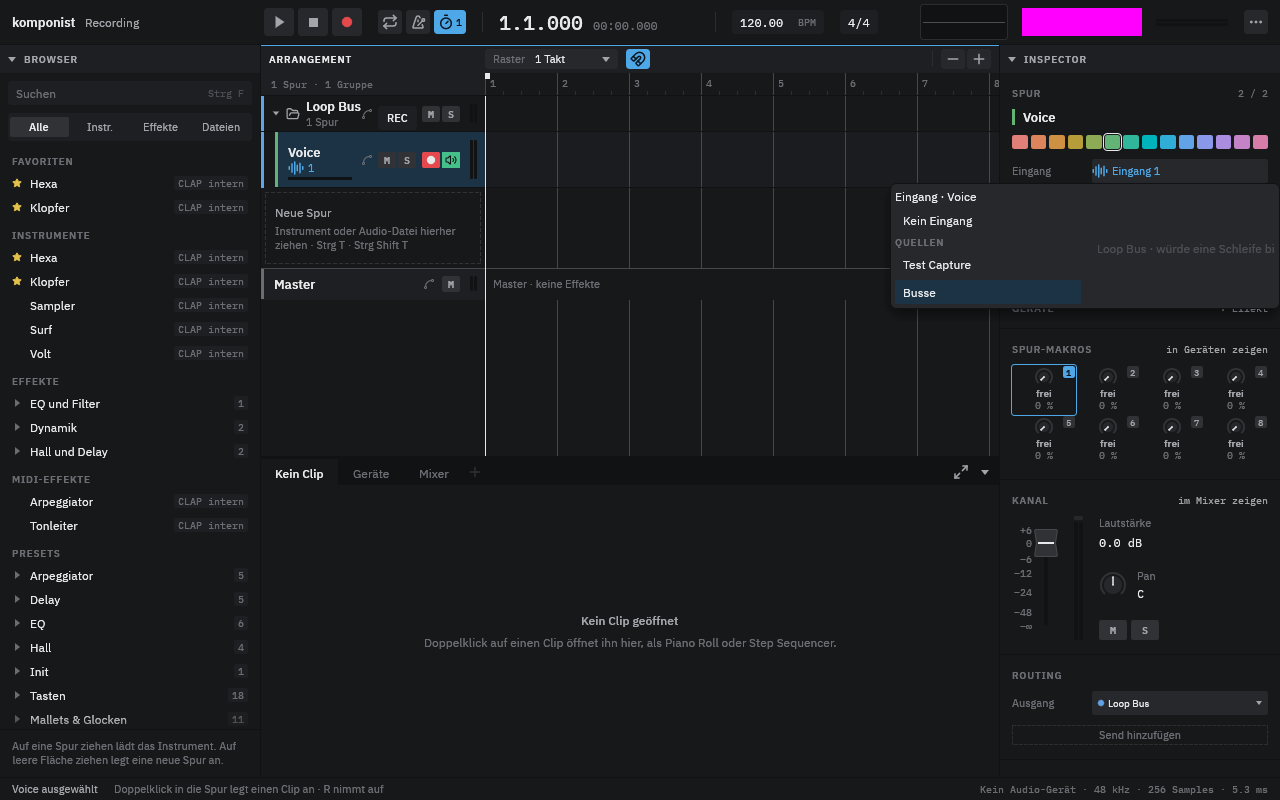 komponist Recording
1
1.1.000 00:00.000
120.00 BPM
4/4
BROWSER
Suchen Strg F
Alle Instr. Effekte Dateien
FAVORITEN
Hexa CLAP intern
Klopfer CLAP intern
INSTRUMENTE
Hexa CLAP intern
Klopfer CLAP intern
Sampler CLAP intern
Surf CLAP intern
Volt CLAP intern
EFFEKTE
EQ und Filter 1
Dynamik 2
Hall und Delay 2
MIDI-EFFEKTE
Arpeggiator CLAP intern
Tonleiter CLAP intern
PRESETS
Arpeggiator 5
Delay 5
EQ 6
Hall 4
Init 1
Tasten 18
Mallets & Glocken 11
Auf eine Spur ziehen lädt das Instrument. Auf
leere Fläche ziehen legt eine neue Spur an.
ARRANGEMENT
Raster 1 Takt
1 Spur · 1 Gruppe
1 2 3 4 5 6 7 8
Loop Bus
1 Spur
REC M S
Voice
1
M S
Neue Spur
Instrument oder Audio-Datei hierher
ziehen · Strg T · Strg Shift T
Master M
Master · keine Effekte
Kein Clip Geräte Mixer
Kein Clip geöffnet
Doppelklick auf einen Clip öffnet ihn hier, als Piano Roll oder Step Sequencer.
INSPECTOR
SPUR 2 / 2
Voice
Eingang Eingang 1
Eingang · Voice
Kein Eingang
QUELLEN
Loop Bus · würde eine Schleife bi
Test Capture
Busse
SPUR-MAKROS in Geräten zeigen
1 2 3 4
frei frei frei frei
0 % 0 % 0 % 0 %
5 6 7 8
frei frei frei frei
0 % 0 % 0 % 0 %
KANAL im Mixer zeigen
+6
0
−6
−12
−24
−48
−∞
Lautstärke
0.0 dB
Pan
C
M S
ROUTING
Ausgang Loop Bus
Send hinzufügen
Voice ausgewählt Doppelklick in die Spur legt einen Clip an · R nimmt auf
Kein Audio-Gerät · 48 kHz · 256 Samples · 5.3 ms